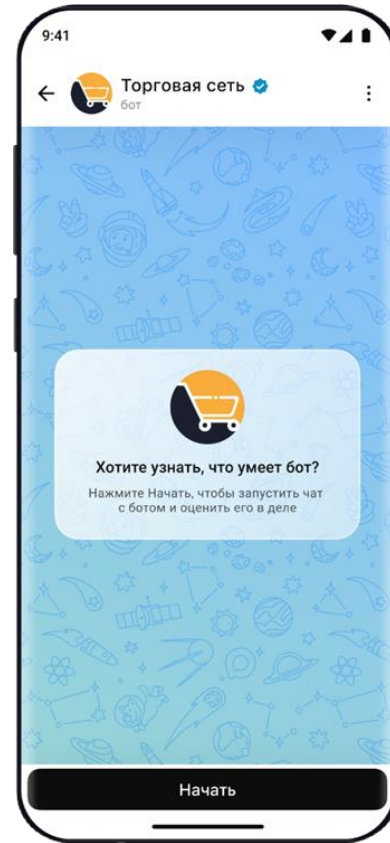 9:41
Торговая сеть
бот
Хотите узнать, что умеет бот?
Нажмите Начать, чтобы запустить чат
с ботом и оценить его в деле
Начать